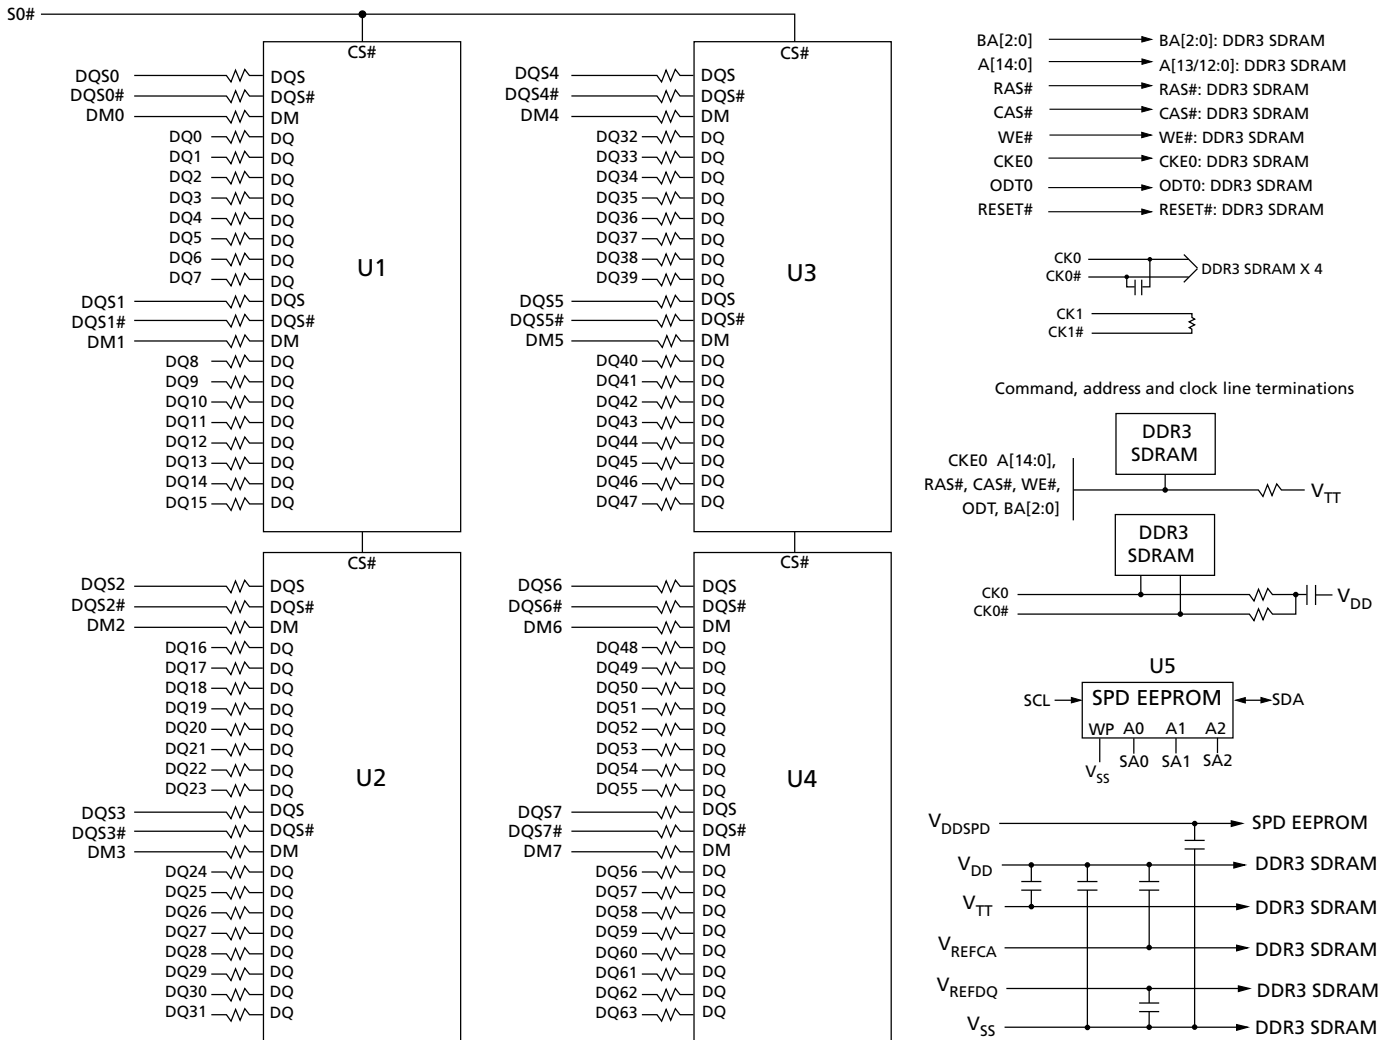 S0#
CS#
DQS0 DQS
DQS0# DQS#
DM0 DM
DQ0 DQ
DQ1 DQ
DQ2 DQ
DQ3 DQ
DQ4 DQ
DQ5 DQ
DQ6 DQ
DQ7 DQ
U1
DQS1 DQS
DQS1# DQS#
DM1 DM
DQ8 DQ
DQ9 DQ
DQ10 DQ
DQ11 DQ
DQ12 DQ
DQ13 DQ
DQ14 DQ
DQ15 DQ
CS#
DQS2 DQS
DQS2# DQS#
DM2 DM
DQ16 DQ
DQ17 DQ
DQ18 DQ
DQ19 DQ
DQ20 DQ
DQ21 DQ
DQ22 DQ
DQ23 DQ
U2
DQS3 DQS
DQS3# DQS#
DM3 DM
DQ24 DQ
DQ25 DQ
DQ26 DQ
DQ27 DQ
DQ28 DQ
DQ29 DQ
DQ30 DQ
DQ31 DQ
CS#
DQS4 DQS
DQS4# DQS#
DM4 DM
DQ32 DQ
DQ33 DQ
DQ34 DQ
DQ35 DQ
DQ36 DQ
DQ37 DQ
DQ38 DQ
DQ39 DQ
U3
DQS5 DQS
DQS5# DQS#
DM5 DM
DQ40 DQ
DQ41 DQ
DQ42 DQ
DQ43 DQ
DQ44 DQ
DQ45 DQ
DQ46 DQ
DQ47 DQ
CS#
DQS6 DQS
DQS6# DQS#
DM6 DM
DQ48 DQ
DQ49 DQ
DQ50 DQ
DQ51 DQ
DQ52 DQ
DQ53 DQ
DQ54 DQ
DQ55 DQ
U4
DQS7 DQS
DQS7# DQS#
DM7 DM
DQ56 DQ
DQ57 DQ
DQ58 DQ
DQ59 DQ
DQ60 DQ
DQ61 DQ
DQ62 DQ
DQ63 DQ
BA[2:0] BA[2:0]: DDR3 SDRAM
A[14:0] A[13/12:0]: DDR3 SDRAM
RAS# RAS#: DDR3 SDRAM
CAS# CAS#: DDR3 SDRAM
WE# WE#: DDR3 SDRAM
CKE0 CKE0: DDR3 SDRAM
ODT0 ODT0: DDR3 SDRAM
RESET# RESET#: DDR3 SDRAM
CK0
CK0#
DDR3 SDRAM X 4
CK1
CK1#
Command, address and clock line terminations
DDR3
SDRAM
CKE0 A[14:0],
RAS#, CAS#, WE#,
ODT, BA[2:0]
VTT
DDR3
SDRAM
CK0
CK0#
VDD
U5
SCL SPD EEPROM SDA
WP A0 A1 A2
VSS SA0 SA1 SA2
VDDSPD SPD EEPROM
VDD DDR3 SDRAM
VTT DDR3 SDRAM
VREFCA DDR3 SDRAM
VREFDQ DDR3 SDRAM
VSS DDR3 SDRAM